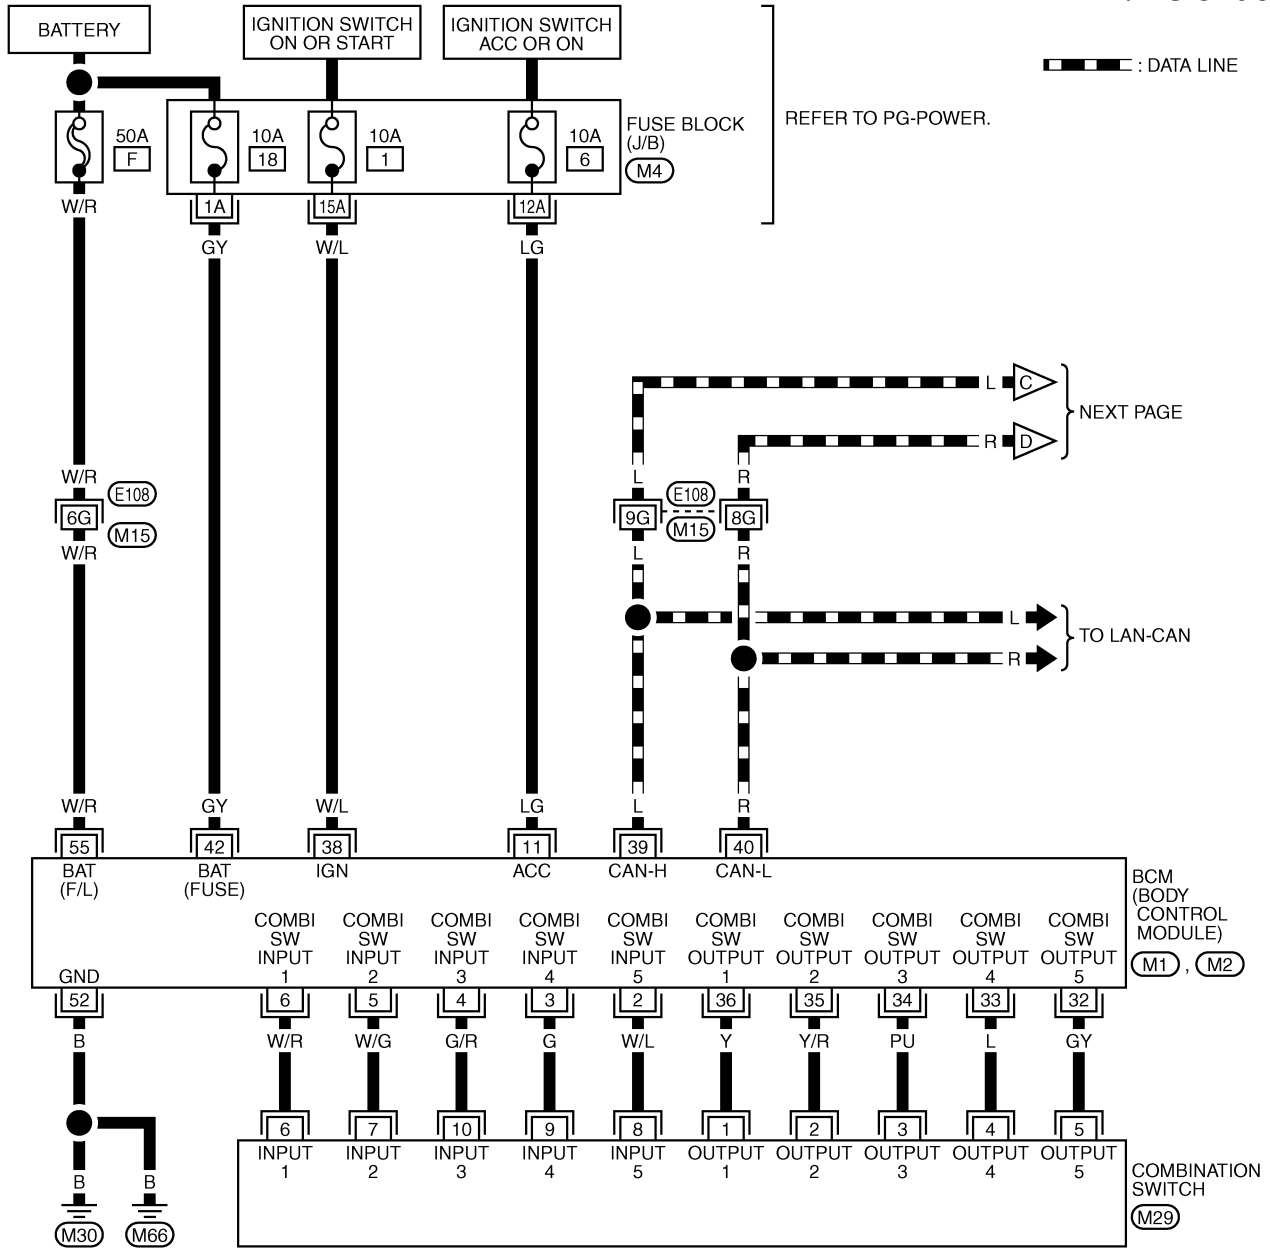 BATTERY
IGNITION SWITCH
ON OR START
IGNITION SWITCH
ACC OR ON
: DATA LINE
50A
F
10A
18
10A
1
10A
6
FUSE BLOCK
(J/B)
M4
REFER TO PG-POWER.
1A
15A
12A
W/R
GY
W/L
LG
L
C
R
D
NEXT PAGE
W/R
L
R
6G
E108
M15
9G
E108
M15
8G
W/R
L
R
L
R
TO LAN-CAN
W/R
GY
W/L
LG
L
R
55
42
38
11
39
40
BAT
(F/L)
BAT
(FUSE)
IGN
ACC
CAN-H
CAN-L
BCM
(BODY
CONTROL
MODULE)
M1 , M2
COMBI
SW
INPUT
1
COMBI
SW
INPUT
2
COMBI
SW
INPUT
3
COMBI
SW
INPUT
4
COMBI
SW
INPUT
5
COMBI
SW
OUTPUT
1
COMBI
SW
OUTPUT
2
COMBI
SW
OUTPUT
3
COMBI
SW
OUTPUT
4
COMBI
SW
OUTPUT
5
GND
52
6
5
4
3
2
36
35
34
33
32
B
W/R
W/G
G/R
G
W/L
Y
Y/R
PU
L
GY
6
7
10
9
8
1
2
3
4
5
INPUT
1
INPUT
2
INPUT
3
INPUT
4
INPUT
5
OUTPUT
1
OUTPUT
2
OUTPUT
3
OUTPUT
4
OUTPUT
5
COMBINATION
SWITCH
M29
B
B
M30
M66